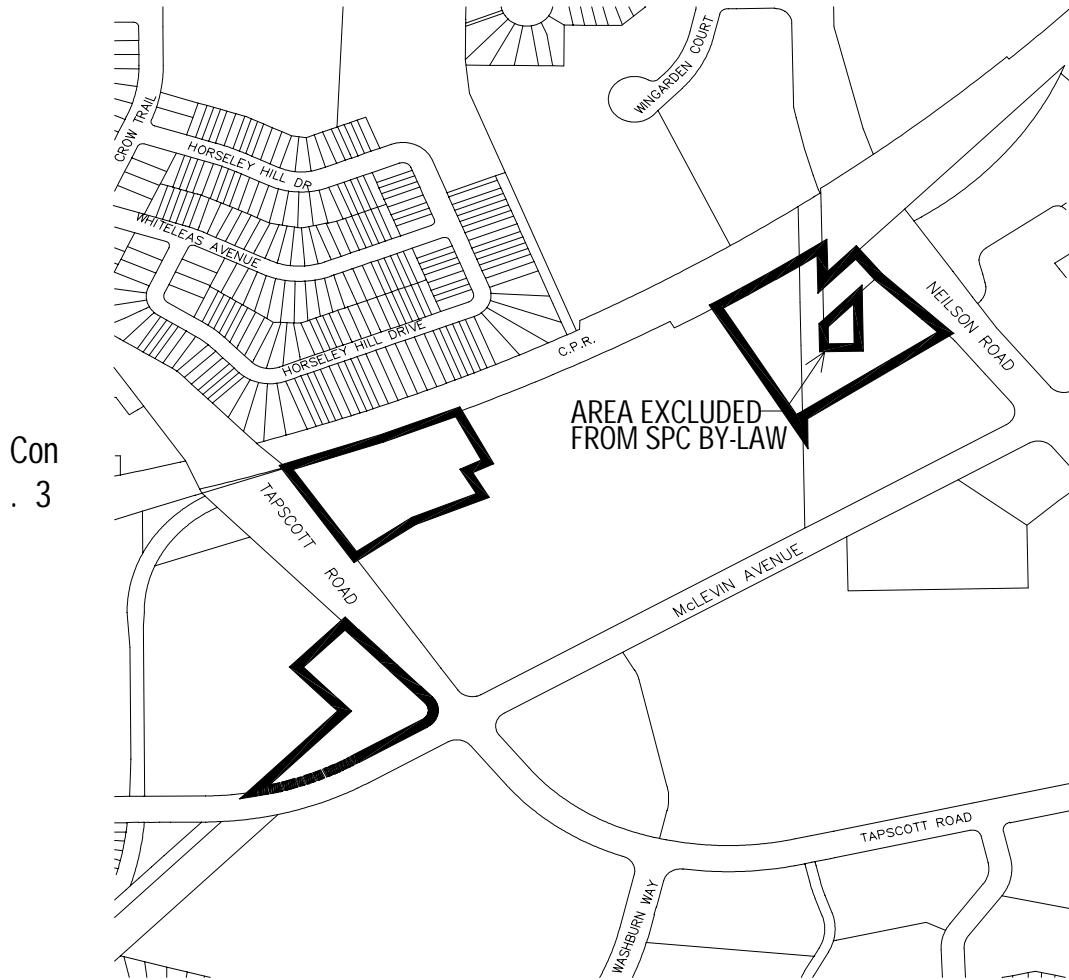 WINGARDEN COURT
CROW TRAIL
HORSELEY HILL DR
WHITELEAS AVENUE
HORSELEY HILL DRIVE
C.P.R.
NEILSON ROAD
AREA EXCLUDED
FROM SPC BY-LAW
Con
. 3
TAPSCOTT ROAD
McLEVIN AVENUE
TAPSCOTT ROAD
WASHBURN WAY